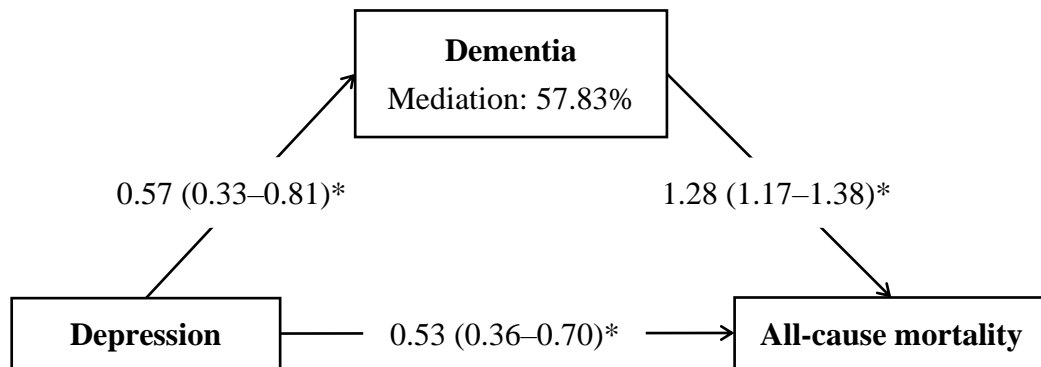 Dementia
Mediation: 57.83%
0.57 (0.33–0.81)*
1.28 (1.17–1.38)*
Depression
0.53 (0.36–0.70)*
All-cause mortality